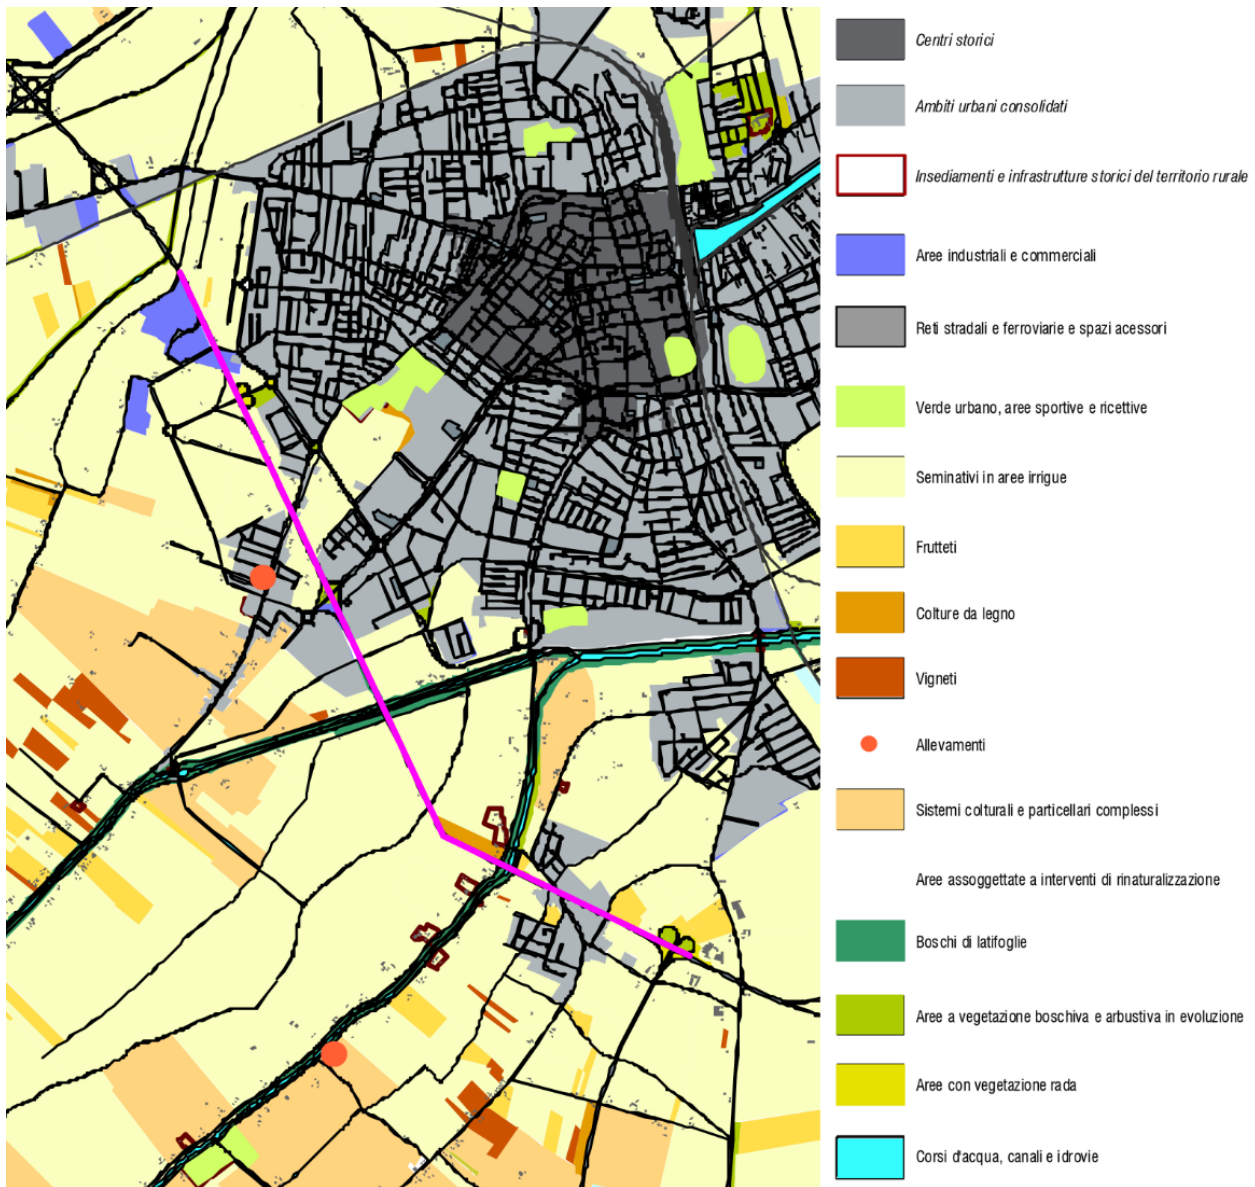 Centri storici
Ambiti urbani consolidati
Insediamenti e infrastrutture storici del territorio rurale
Aree industriali e commerciali
Reti stradali e ferroviarie e spazi acessori
Verde urbano, aree sportive e ricettive
Seminativi in aree irrigue
Frutteti
Colture da legno
Vigneti
Allevamenti
Sistemi colturali e particellari complessi
Aree assoggettate a interventi di rinaturalizzazione
Boschi di latifoglie
Aree a vegetazione boschiva e arbustiva in evoluzione
Aree con vegetazione rada
Corsi d'acqua, canali e idrovie